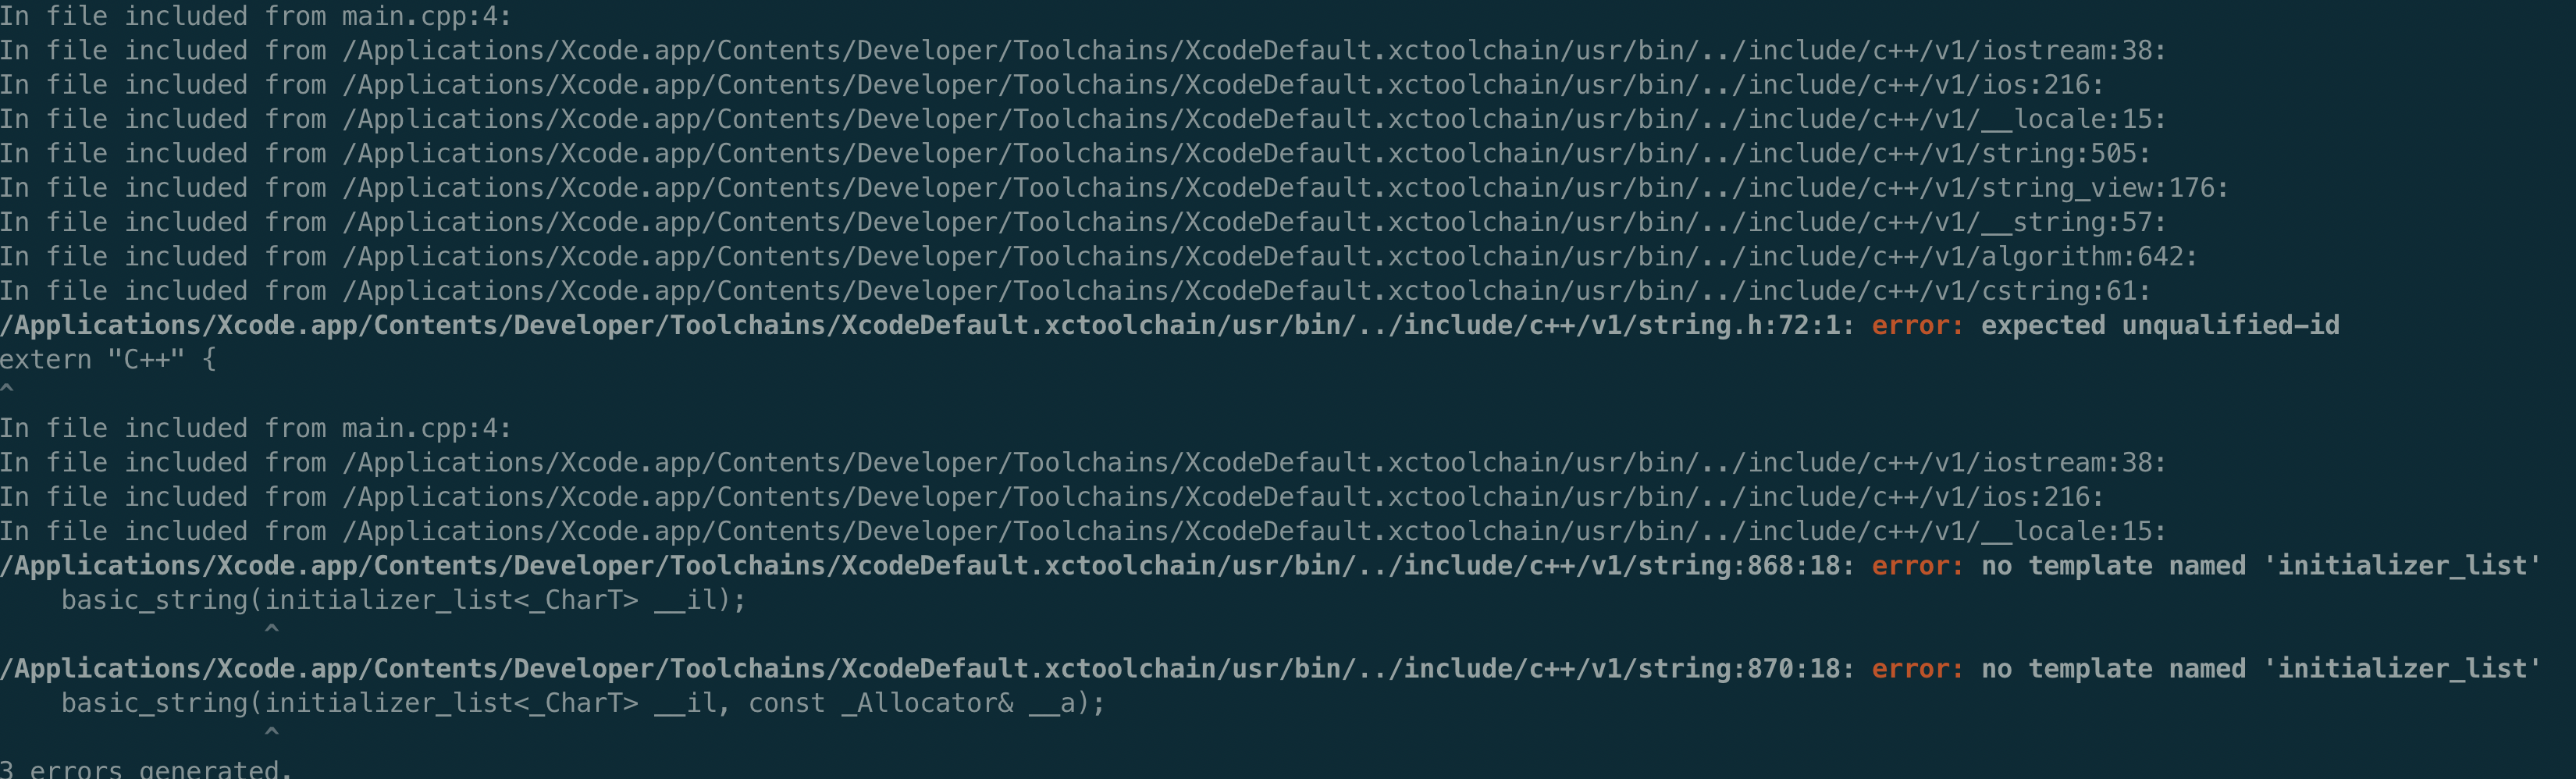 In file included from main.cpp:4:
In file included from /Applications/Xcode.app/Contents/Developer/Toolchains/XcodeDefault.xctoolchain/usr/bin/../include/c++/v1/iostream:38:
In file included from /Applications/Xcode.app/Contents/Developer/Toolchains/XcodeDefault.xctoolchain/usr/bin/../include/c++/v1/ios:216:
In file included from /Applications/Xcode.app/Contents/Developer/Toolchains/XcodeDefault.xctoolchain/usr/bin/../include/c++/v1/__locale:15:
In file included from /Applications/Xcode.app/Contents/Developer/Toolchains/XcodeDefault.xctoolchain/usr/bin/../include/c++/v1/string:505:
In file included from /Applications/Xcode.app/Contents/Developer/Toolchains/XcodeDefault.xctoolchain/usr/bin/../include/c++/v1/string_view:176:
In file included from /Applications/Xcode.app/Contents/Developer/Toolchains/XcodeDefault.xctoolchain/usr/bin/../include/c++/v1/__string:57:
In file included from /Applications/Xcode.app/Contents/Developer/Toolchains/XcodeDefault.xctoolchain/usr/bin/../include/c++/v1/algorithm:642:
In file included from /Applications/Xcode.app/Contents/Developer/Toolchains/XcodeDefault.xctoolchain/usr/bin/../include/c++/v1/cstring:61:
/Applications/Xcode.app/Contents/Developer/Toolchains/XcodeDefault.xctoolchain/usr/bin/../include/c++/v1/string.h:72:1: error: expected unqualified-id
extern "C++" {
^
In file included from main.cpp:4:
In file included from /Applications/Xcode.app/Contents/Developer/Toolchains/XcodeDefault.xctoolchain/usr/bin/../include/c++/v1/iostream:38:
In file included from /Applications/Xcode.app/Contents/Developer/Toolchains/XcodeDefault.xctoolchain/usr/bin/../include/c++/v1/ios:216:
In file included from /Applications/Xcode.app/Contents/Developer/Toolchains/XcodeDefault.xctoolchain/usr/bin/../include/c++/v1/__locale:15:
/Applications/Xcode.app/Contents/Developer/Toolchains/XcodeDefault.xctoolchain/usr/bin/../include/c++/v1/string:868:18: error: no template named 'initializer_list'
    basic_string(initializer_list<_CharT> __il);
                 ^
/Applications/Xcode.app/Contents/Developer/Toolchains/XcodeDefault.xctoolchain/usr/bin/../include/c++/v1/string:870:18: error: no template named 'initializer_list'
    basic_string(initializer_list<_CharT> __il, const _Allocator& __a);
                 ^
3 errors generated.